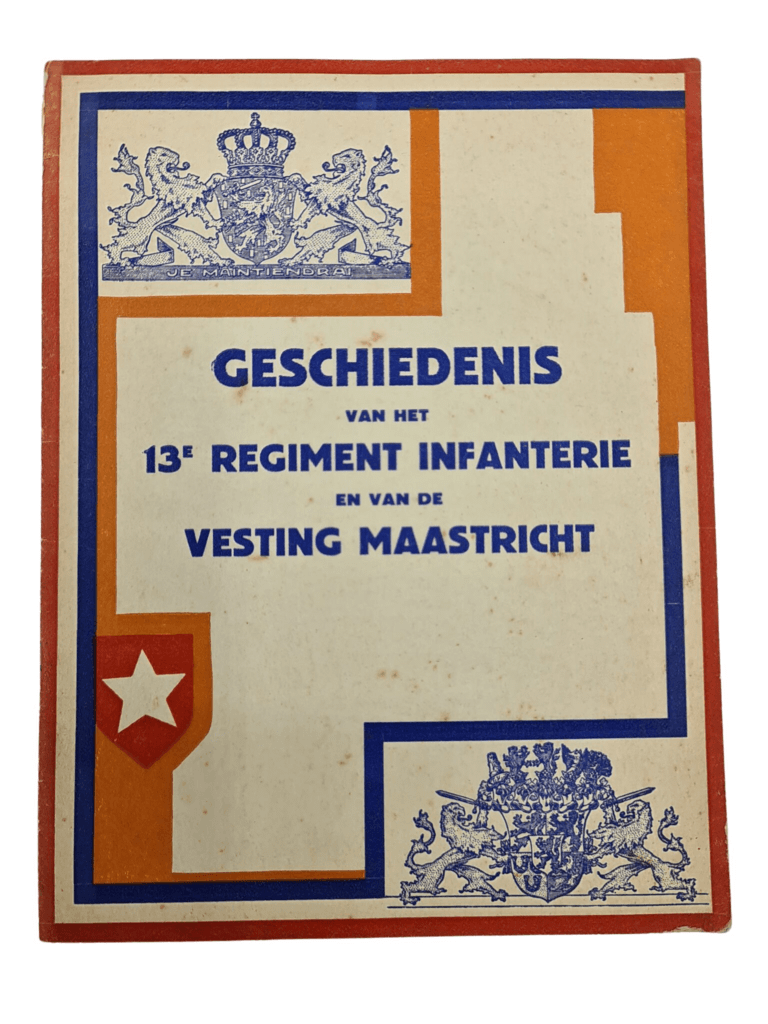 JE MAINTIENDRAI
GESCHIEDENIS
VAN HET
13E REGIMENT INFANTERIE
EN VAN DE
VESTING MAASTRICHT